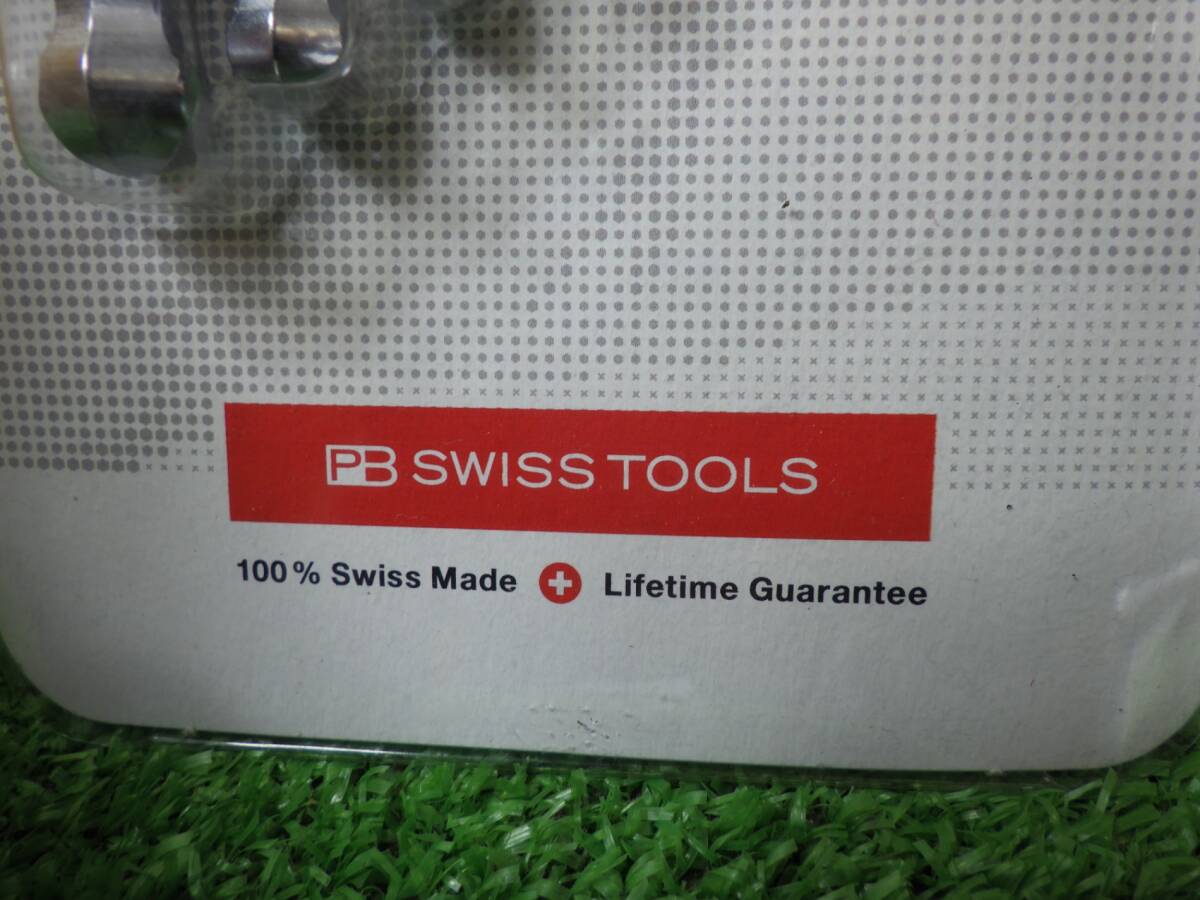 PB SWISS TOOLS
100% Swiss Made + Lifetime Guarantee